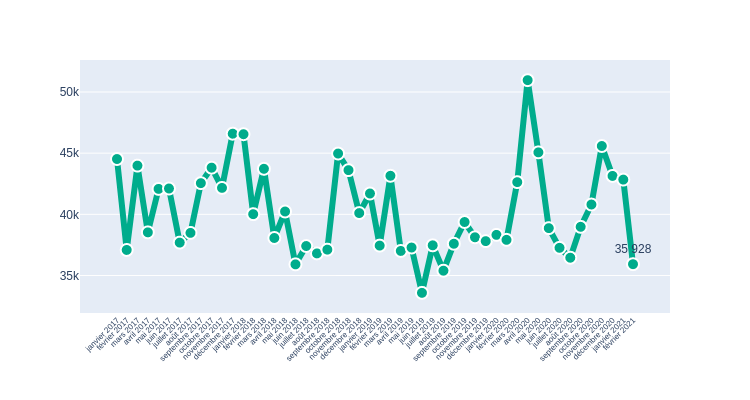 50k
45k
40k
35k
35,928
janvier 2017
février 2017
mars 2017
avril 2017
mai 2017
juin 2017
juillet 2017
août 2017
septembre 2017
octobre 2017
novembre 2017
décembre 2017
janvier 2018
février 2018
mars 2018
avril 2018
mai 2018
juin 2018
juillet 2018
août 2018
septembre 2018
octobre 2018
novembre 2018
décembre 2018
janvier 2019
février 2019
mars 2019
avril 2019
mai 2019
juin 2019
juillet 2019
août 2019
septembre 2019
octobre 2019
novembre 2019
décembre 2019
janvier 2020
février 2020
mars 2020
avril 2020
mai 2020
juin 2020
juillet 2020
août 2020
septembre 2020
octobre 2020
novembre 2020
décembre 2020
janvier 2021
février 2021